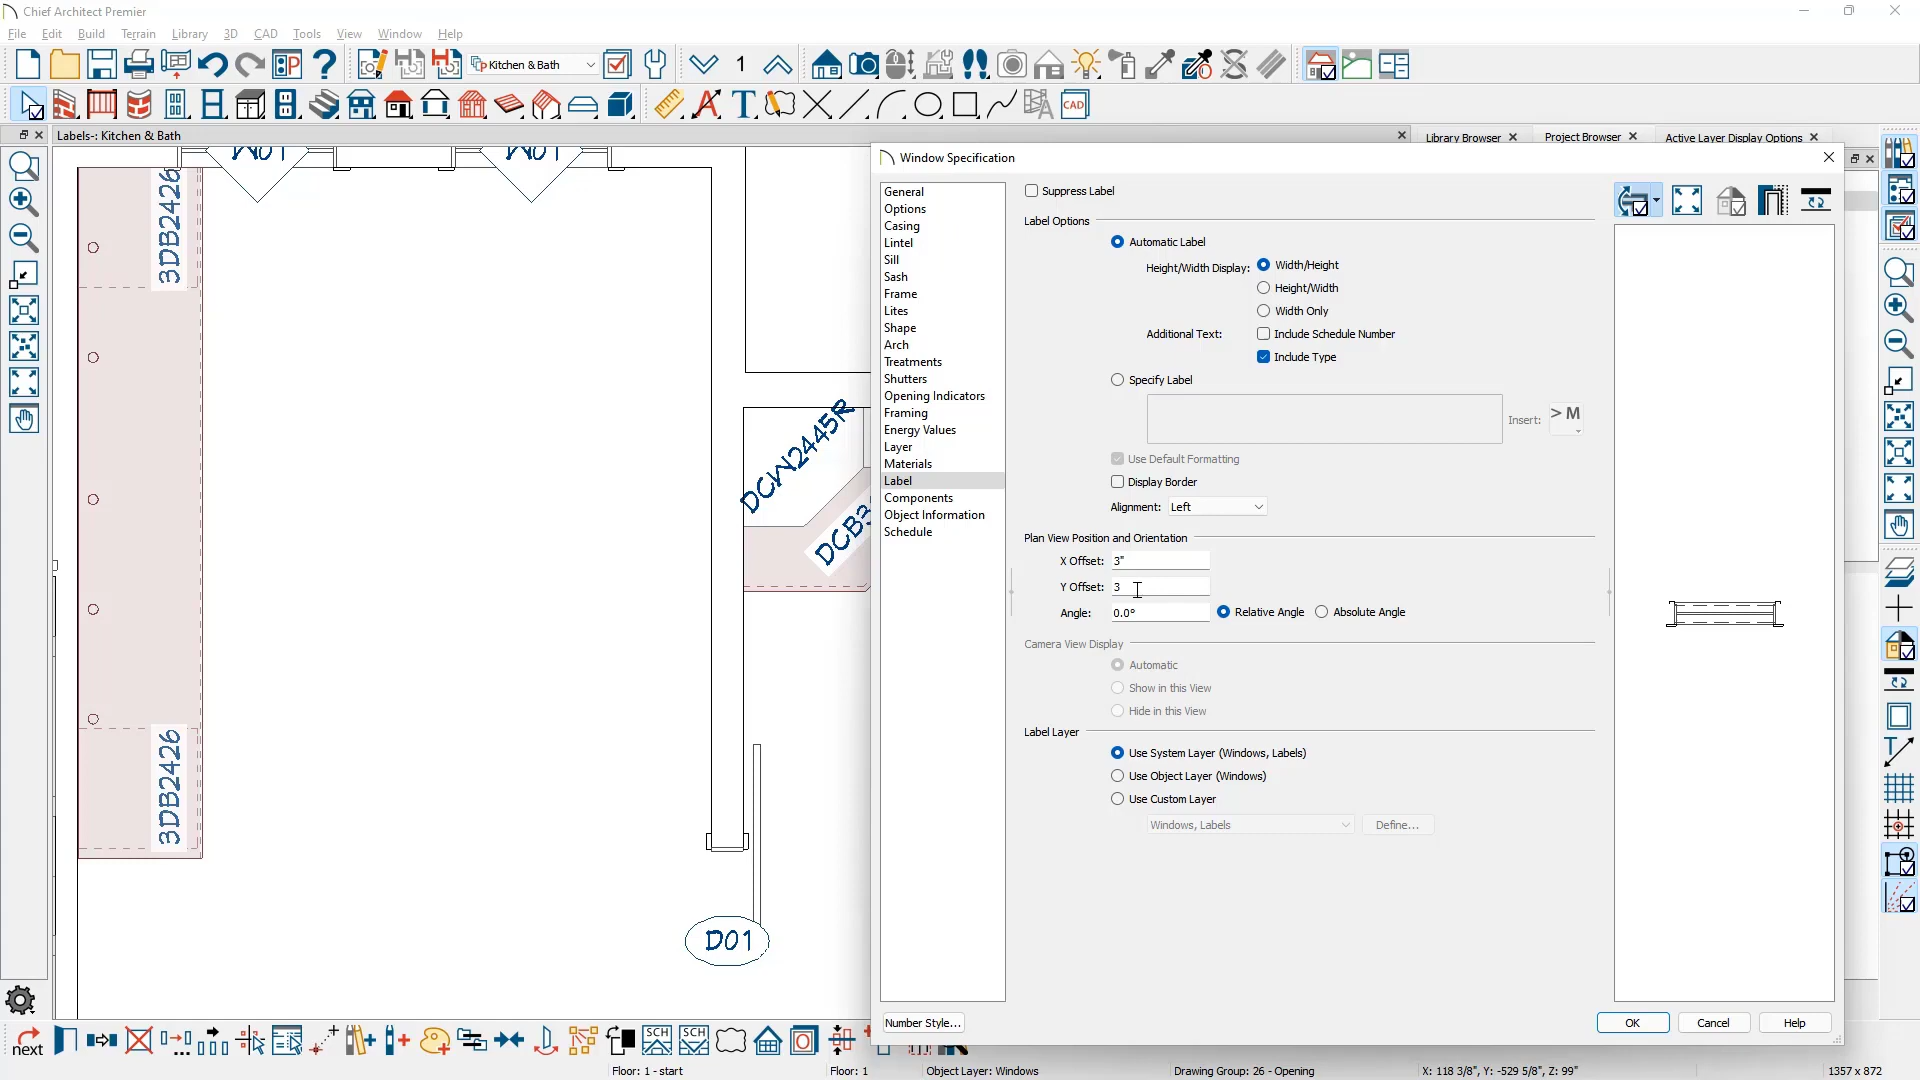 Chief Architect Premier
File Edit Build Terrain Library 3D CAD Tools View Window Help
Kitchen & Bath
1
CAD
Labels-: Kitchen & Bath
Library Browser
Project Browser
Active Layer Display Options
W01
W01
3DB2426
3DB2426
DCW2445R
D01
Window Specification
General
Options
Casing
Lintel
Sill
Sash
Frame
Lites
Shape
Arch
Treatments
Shutters
Opening Indicators
Framing
Energy Values
Layer
Materials
Label
Components
Object Information
Schedule
Suppress Label
Label Options
Automatic Label
Height/Width Display: Width/Height
Height/Width
Width Only
Additional Text: Include Schedule Number
Include Type
Specify Label
Insert: > M
Use Default Formatting
Display Border
Alignment: Left
Plan View Position and Orientation
X Offset: 3"
Y Offset: 3
Angle: 0.0° Relative Angle Absolute Angle
Camera View Display
Automatic
Show in this View
Hide in this View
Label Layer
Use System Layer (Windows, Labels)
Use Object Layer (Windows)
Use Custom Layer
Windows, Labels Define...
Number Style... OK Cancel Help
next
SCH SCH
Floor: 1 - start Floor: 1 Object Layer: Windows Drawing Group: 26 - Opening X: 118 3/8", Y: -529 5/8", Z: 99" 1357 x 872